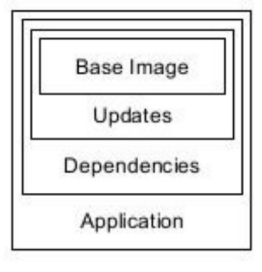 Base Image
Updates
Dependencies
Application